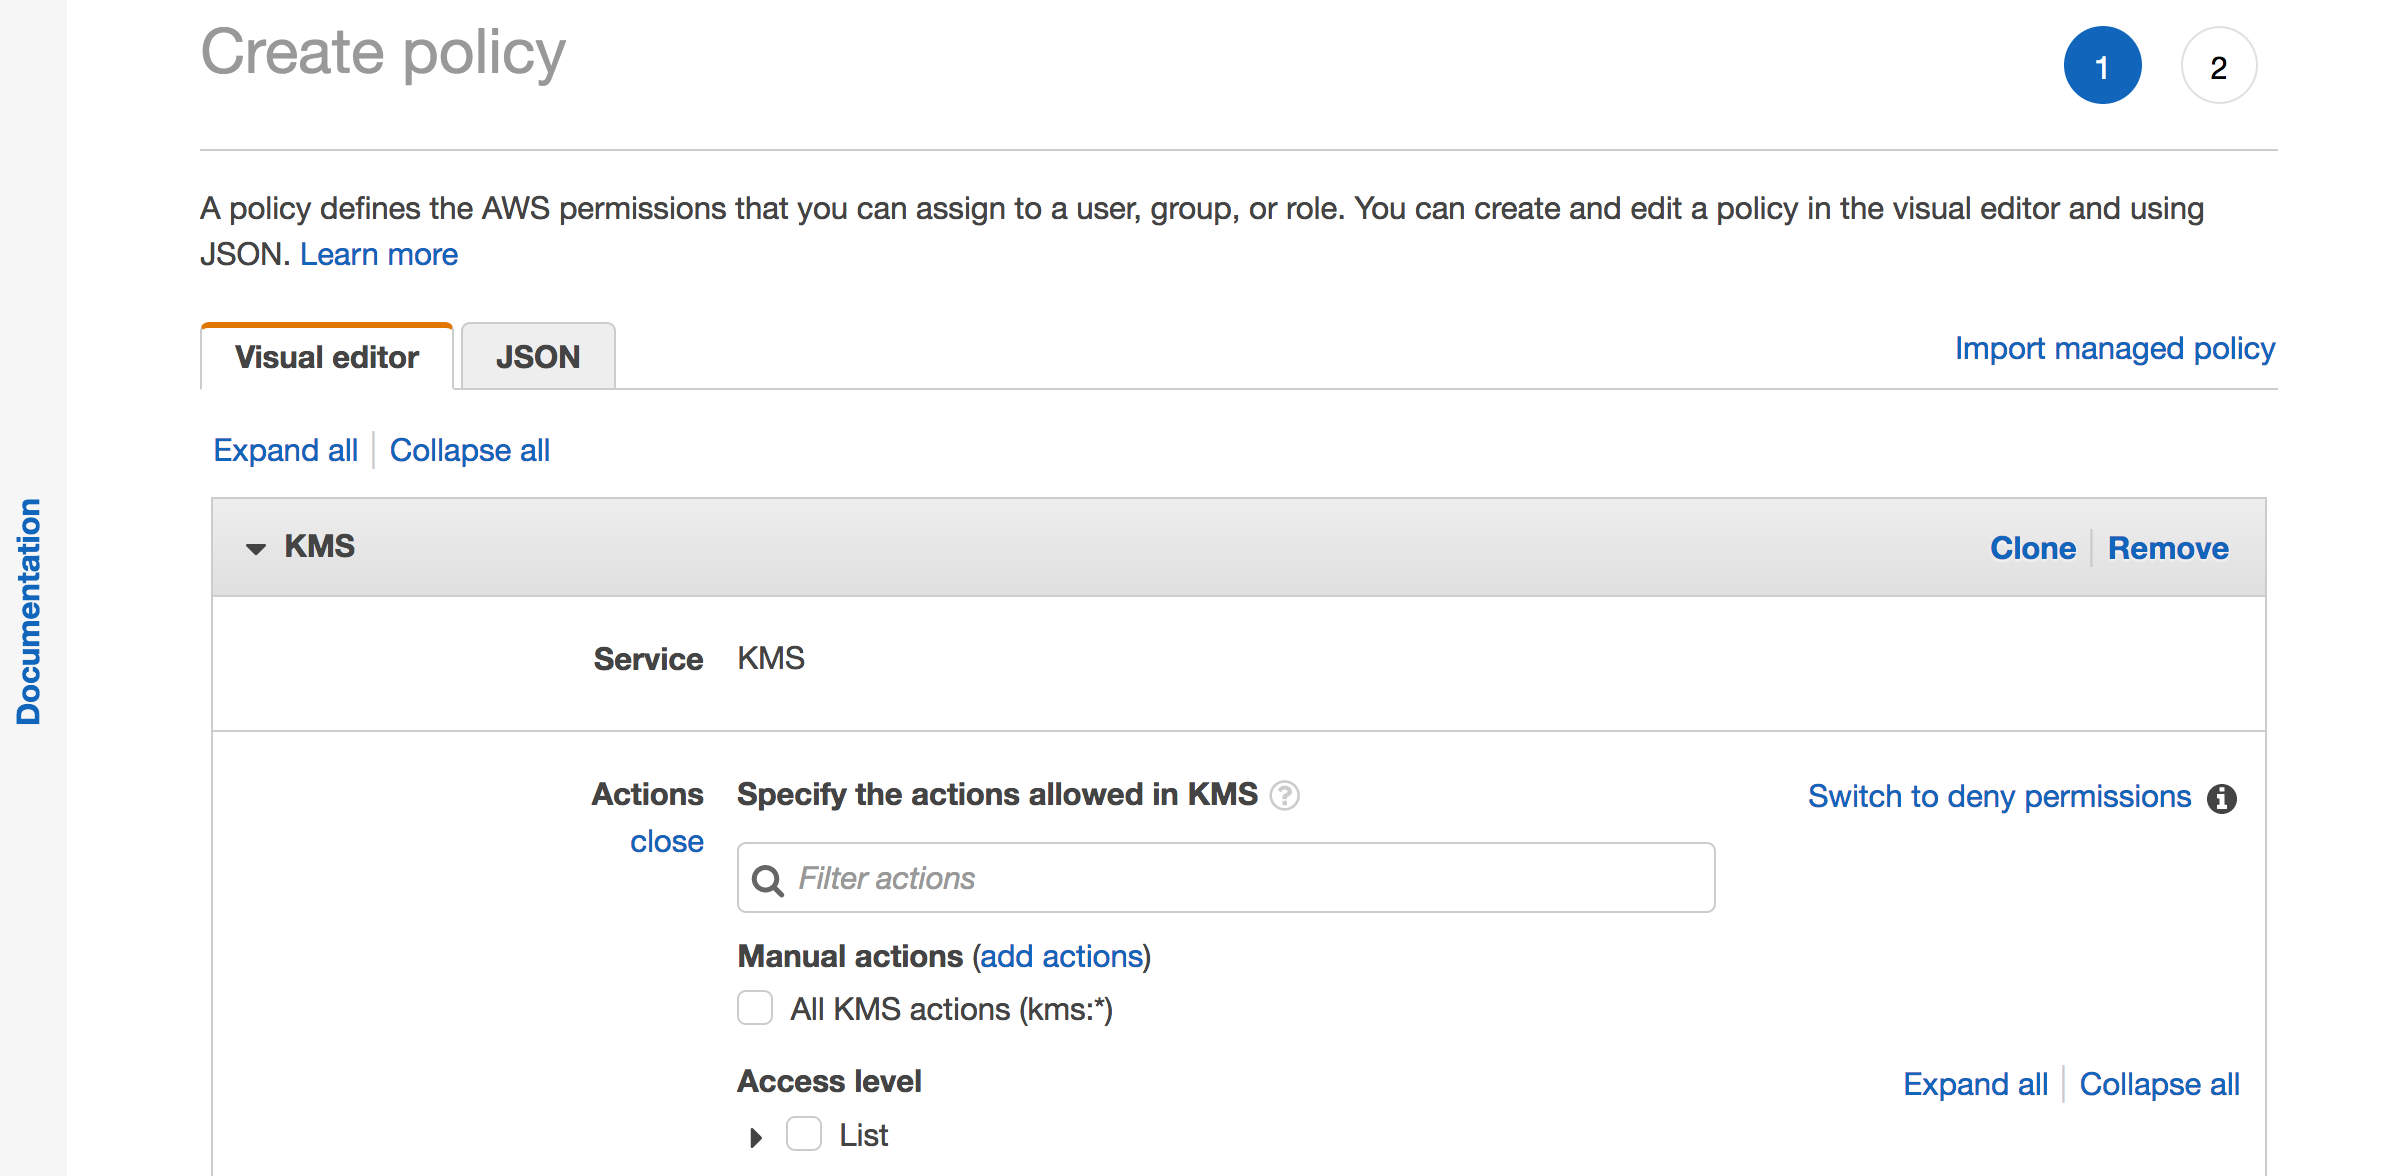 Create policy
1
2
A policy defines the AWS permissions that you can assign to a user, group, or role. You can create and edit a policy in the visual editor and using
JSON. Learn more
Visual editor
JSON
Import managed policy
Expand all
Collapse all
Documentation
KMS
Clone
Remove
Service
KMS
Actions
Specify the actions allowed in KMS ?
Switch to deny permissions i
close
Filter actions
Manual actions (add actions)
All KMS actions (kms:*)
Access level
Expand all
Collapse all
List